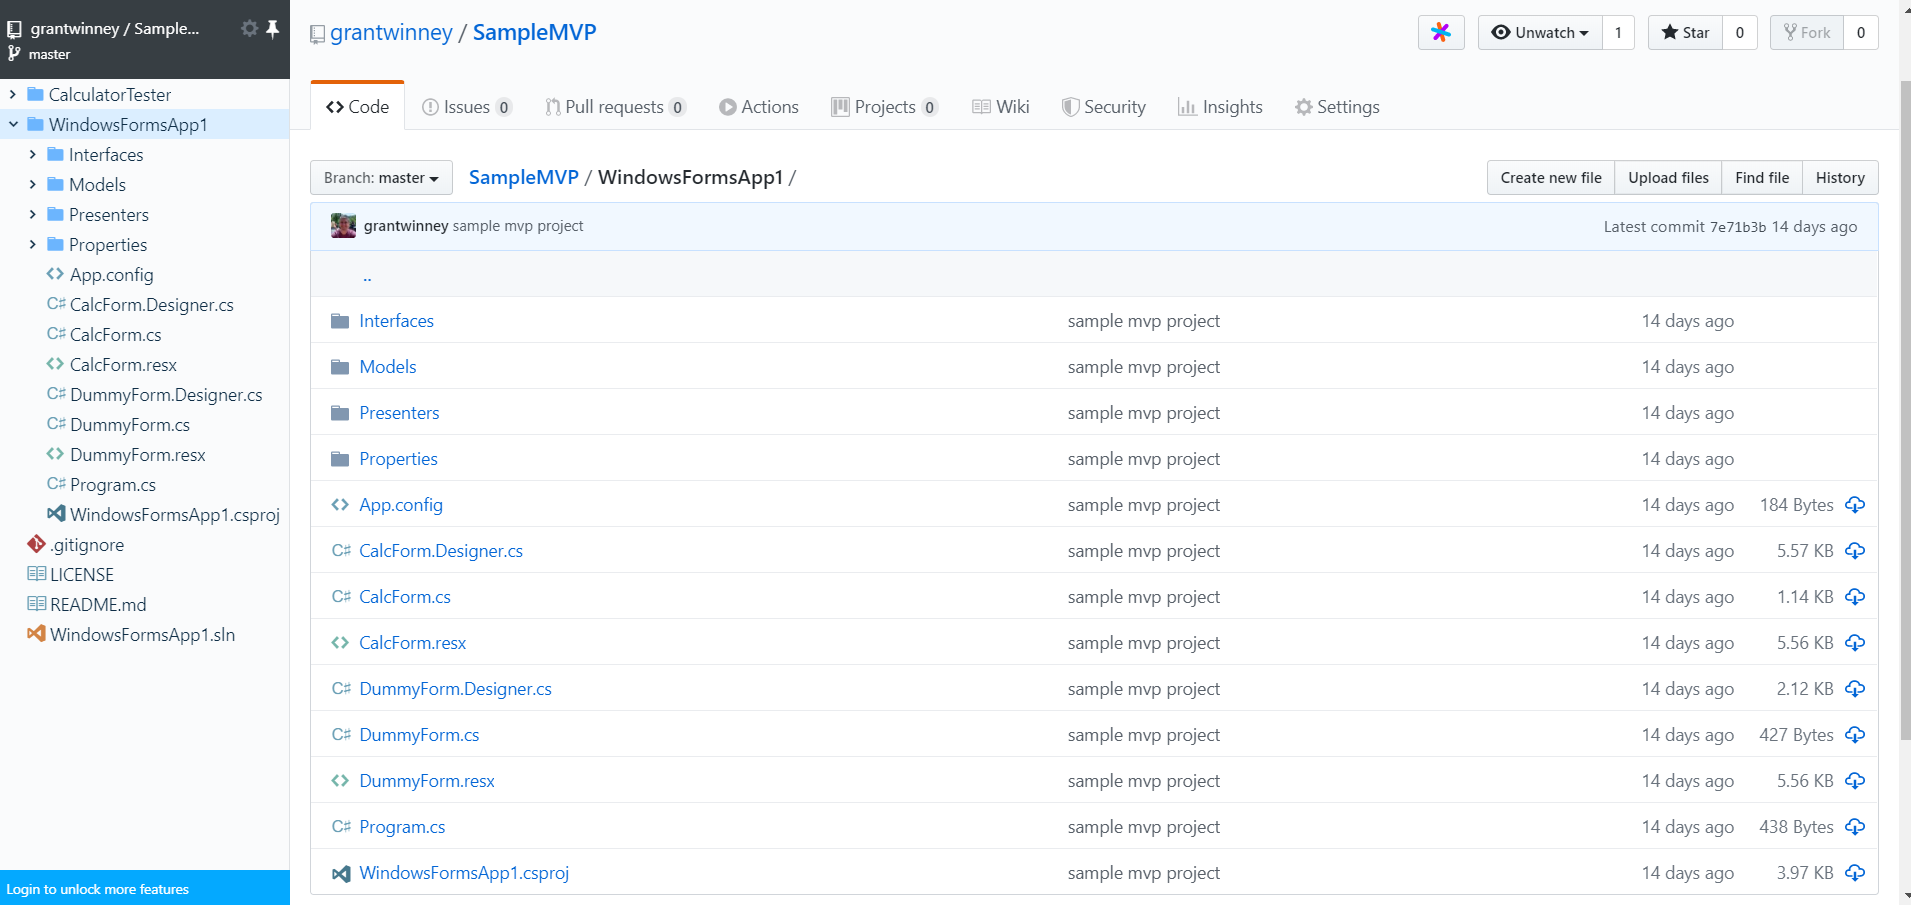 grantwinney / Sample...
master
CalculatorTester
WindowsFormsApp1
Interfaces
Models
Presenters
Properties
App.config
C# CalcForm.Designer.cs
C# CalcForm.cs
CalcForm.resx
C# DummyForm.Designer.cs
C# DummyForm.cs
DummyForm.resx
C# Program.cs
WindowsFormsApp1.csproj
.gitignore
LICENSE
README.md
WindowsFormsApp1.sln
Login to unlock more features
grantwinney / SampleMVP
Unwatch 1 Star 0 Fork 0
Code Issues 0 Pull requests 0 Actions Projects 0 Wiki Security Insights Settings
Branch: master SampleMVP / WindowsFormsApp1 / Create new file Upload files Find file History
grantwinney sample mvp project Latest commit 7e71b3b 14 days ago
..
Interfaces sample mvp project 14 days ago
Models sample mvp project 14 days ago
Presenters sample mvp project 14 days ago
Properties sample mvp project 14 days ago
App.config sample mvp project 14 days ago 184 Bytes
C# CalcForm.Designer.cs sample mvp project 14 days ago 5.57 KB
C# CalcForm.cs sample mvp project 14 days ago 1.14 KB
CalcForm.resx sample mvp project 14 days ago 5.56 KB
C# DummyForm.Designer.cs sample mvp project 14 days ago 2.12 KB
C# DummyForm.cs sample mvp project 14 days ago 427 Bytes
DummyForm.resx sample mvp project 14 days ago 5.56 KB
C# Program.cs sample mvp project 14 days ago 438 Bytes
WindowsFormsApp1.csproj sample mvp project 14 days ago 3.97 KB